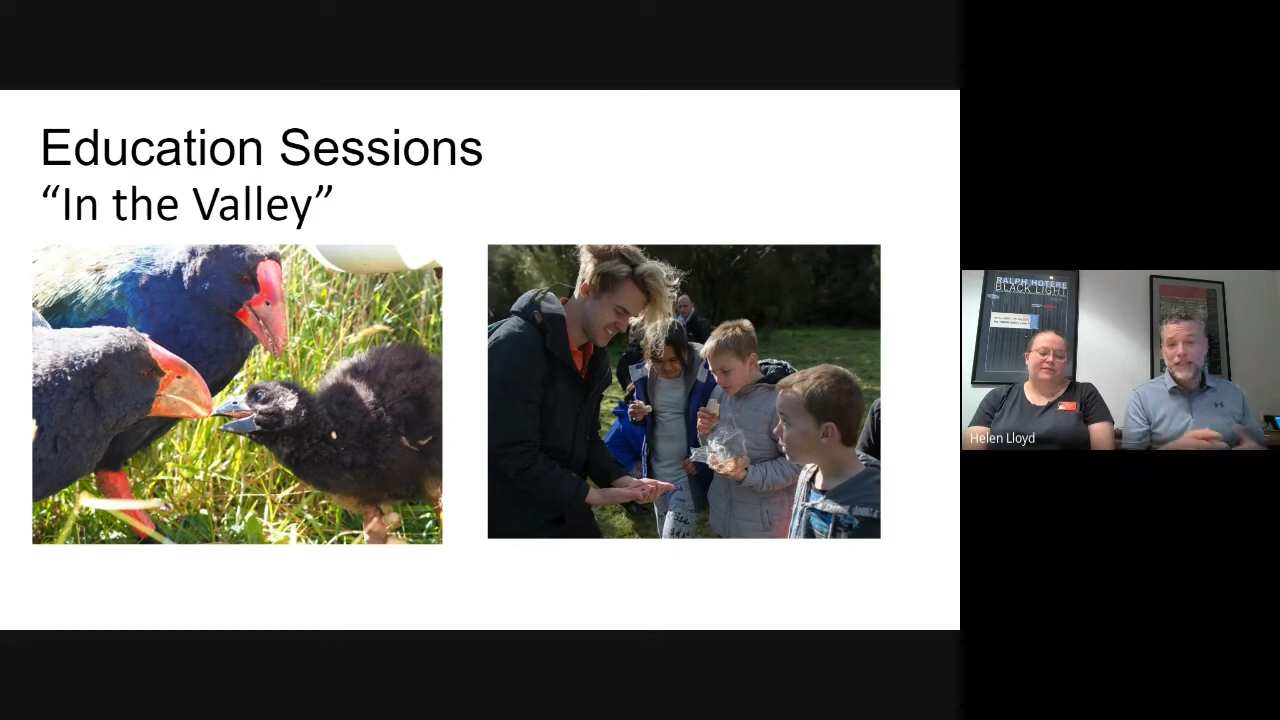 Education Sessions
“In the Valley”
RALPH HOTERE
BLACK LIGHT
Helen Lloyd